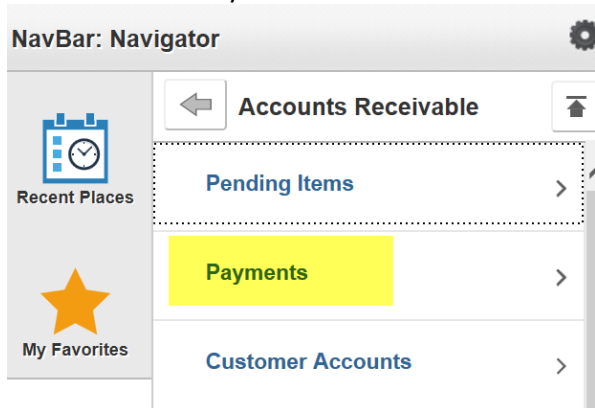 NavBar: Navigator
Accounts Receivable
Recent Places
Pending Items
Payments
My Favorites
Customer Accounts